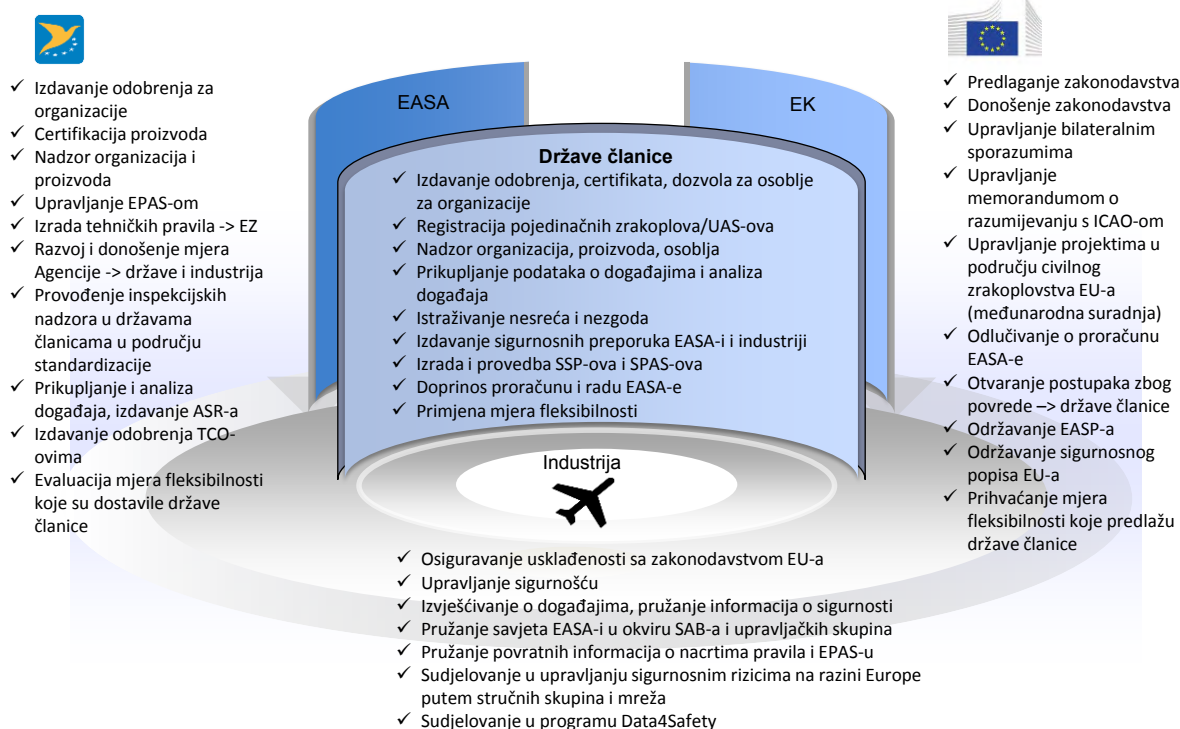 ✓ Izdavanje odobrenja za
organizacije
✓ Certifikacija proizvoda
✓ Nadzor organizacija i
proizvoda
✓ Upravljanje EPAS-om
✓ Izrada tehničkih pravila -> EZ
✓ Razvoj i donošenje mjera
Agencije -> države i industrija
✓ Provođenje inspekcijskih
nadzora u državama
članicama u području
standardizacije
✓ Prikupljanje i analiza
događaja, izdavanje ASR-a
✓ Izdavanje odobrenja TCO-
ovima
✓ Evaluacija mjera fleksibilnosti
koje su dostavile države
članice
EASA
EK
Države članice
✓ Izdavanje odobrenja, certifikata, dozvola za osoblje
za organizacije
✓ Registracija pojedinačnih zrakoplova/UAS-ova
✓ Nadzor organizacija, proizvoda, osoblja
✓ Prikupljanje podataka o događajima i analiza
događaja
✓ Istraživanje nesreća i nezgoda
✓ Izdavanje sigurnosnih preporuka EASA-i i industriji
✓ Izrada i provedba SSP-ova i SPAS-ova
✓ Doprinos proračunu i radu EASA-e
✓ Primjena mjera fleksibilnosti
✓ Predlaganje zakonodavstva
✓ Donošenje zakonodavstva
✓ Upravljanje bilateralnim
sporazumima
✓ Upravljanje
memorandumom o
razumijevanju s ICAO-om
✓ Upravljanje projektima u
području civilnog
zrakoplovstva EU-a
(međunarodna suradnja)
✓ Odlučivanje o proračunu
EASA-e
✓ Otvaranje postupaka zbog
povrede –> države članice
✓ Održavanje EASP-a
✓ Održavanje sigurnosnog
popisa EU-a
✓ Prihvaćanje mjera
fleksibilnosti koje predlažu
države članice
Industrija
✓ Osiguravanje usklađenosti sa zakonodavstvom EU-a
✓ Upravljanje sigurnošću
✓ Izvješćivanje o događajima, pružanje informacija o sigurnosti
✓ Pružanje savjeta EASA-i u okviru SAB-a i upravljačkih skupina
✓ Pružanje povratnih informacija o nacrtima pravila i EPAS-u
✓ Sudjelovanje u upravljanju sigurnosnim rizicima na razini Europe
putem stručnih skupina i mreža
✓ Sudjelovanje u programu Data4Safety